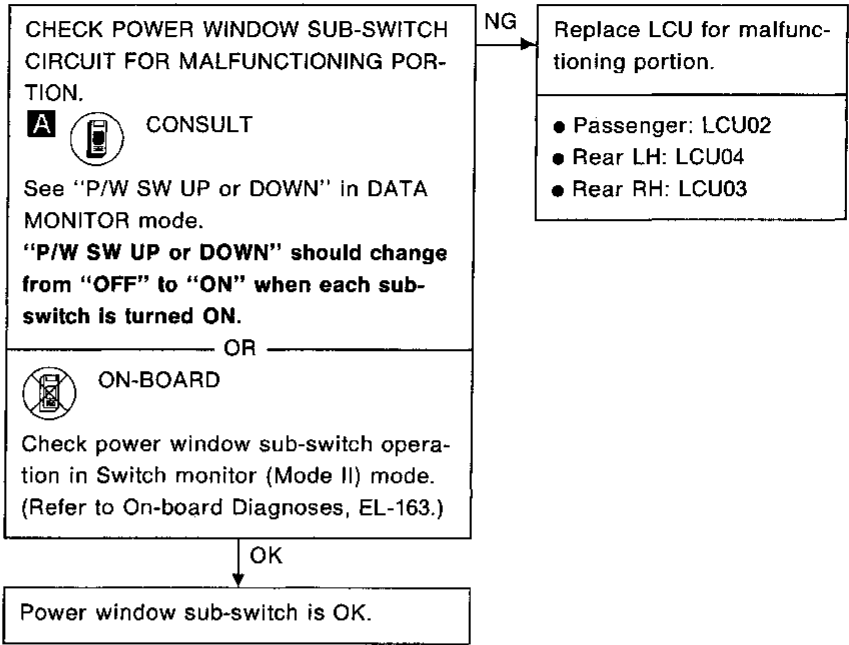 CHECK POWER WINDOW SUB-SWITCH
CIRCUIT FOR MALFUNCTIONING POR-
TION.
A CONSULT
See “P/W SW UP or DOWN” in DATA
MONITOR mode.
“P/W SW UP or DOWN” should change
from “OFF” to “ON” when each sub-
switch is turned ON.
OR
ON-BOARD
Check power window sub-switch opera-
tion in Switch monitor (Mode II) mode.
(Refer to On-board Diagnoses, EL-163.)
NG
Replace LCU for malfunc-
tioning portion.
● Passenger: LCU02
● Rear LH: LCU04
● Rear RH: LCU03
OK
Power window sub-switch is OK.